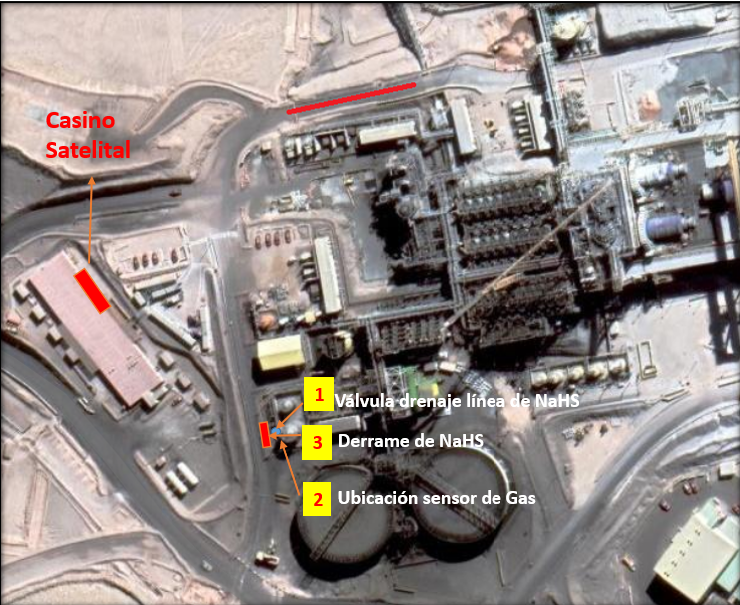 Casino
Satelital
1 Válvula drenaje línea de NaHS
3 Derrame de NaHS
2 Ubicación sensor de Gas